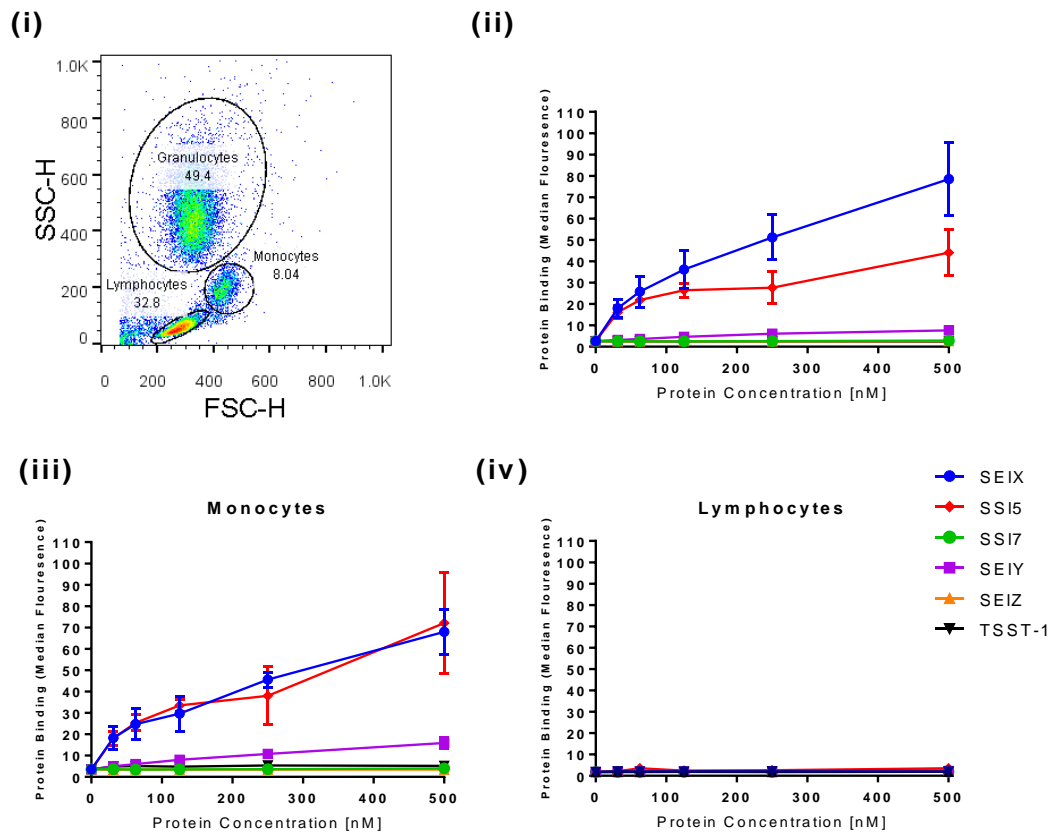 (i)
SSC-H
1.0K
800
600
400
200
0
Granulocytes
49.4
Monocytes
8.04
Lymphocytes
32.8
0 200 400 600 800 1.0K
FSC-H
(ii)
Protein Binding (Median Flouresence)
110
100
90
80
70
60
50
40
30
20
10
0
0 100 200 300 400 500
Protein Concentration [nM]
(iii)
Monocytes
Protein Binding (Median Flouresence)
110
100
90
80
70
60
50
40
30
20
10
0
0 100 200 300 400 500
Protein Concentration [nM]
(iv)
Lymphocytes
Protein Binding (Median Flouresence)
110
100
90
80
70
60
50
40
30
20
10
0
0 100 200 300 400 500
Protein Concentration [nM]
SElX
SSl5
SSl7
SElY
SElZ
TSST-1